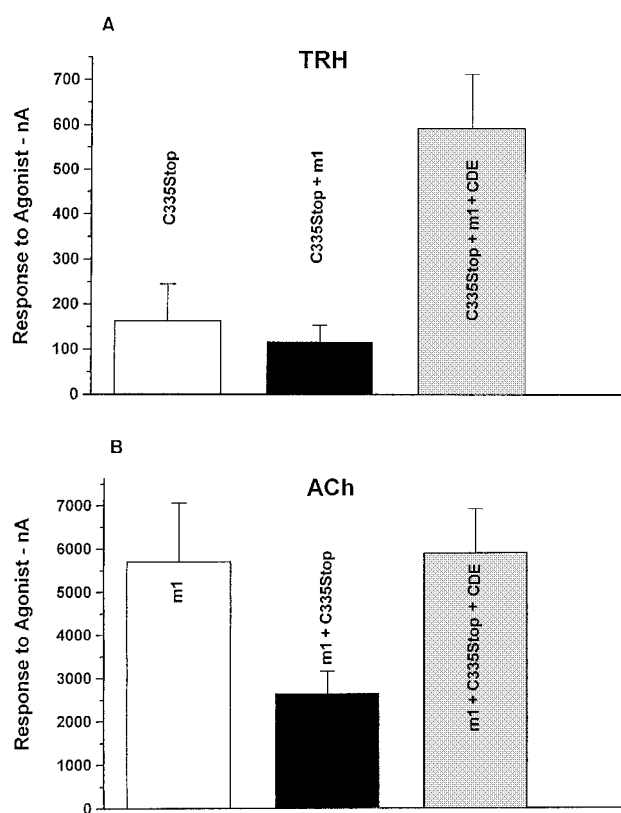 A
TRH
Response to Agonist - nA
700
600
500
400
300
200
100
0
C335Stop
C335Stop + m1
C335Stop + m1 + CDE
B
ACh
Response to Agonist - nA
7000
6000
5000
4000
3000
2000
1000
0
m1
m1 + C335Stop
m1 + C335Stop + CDE